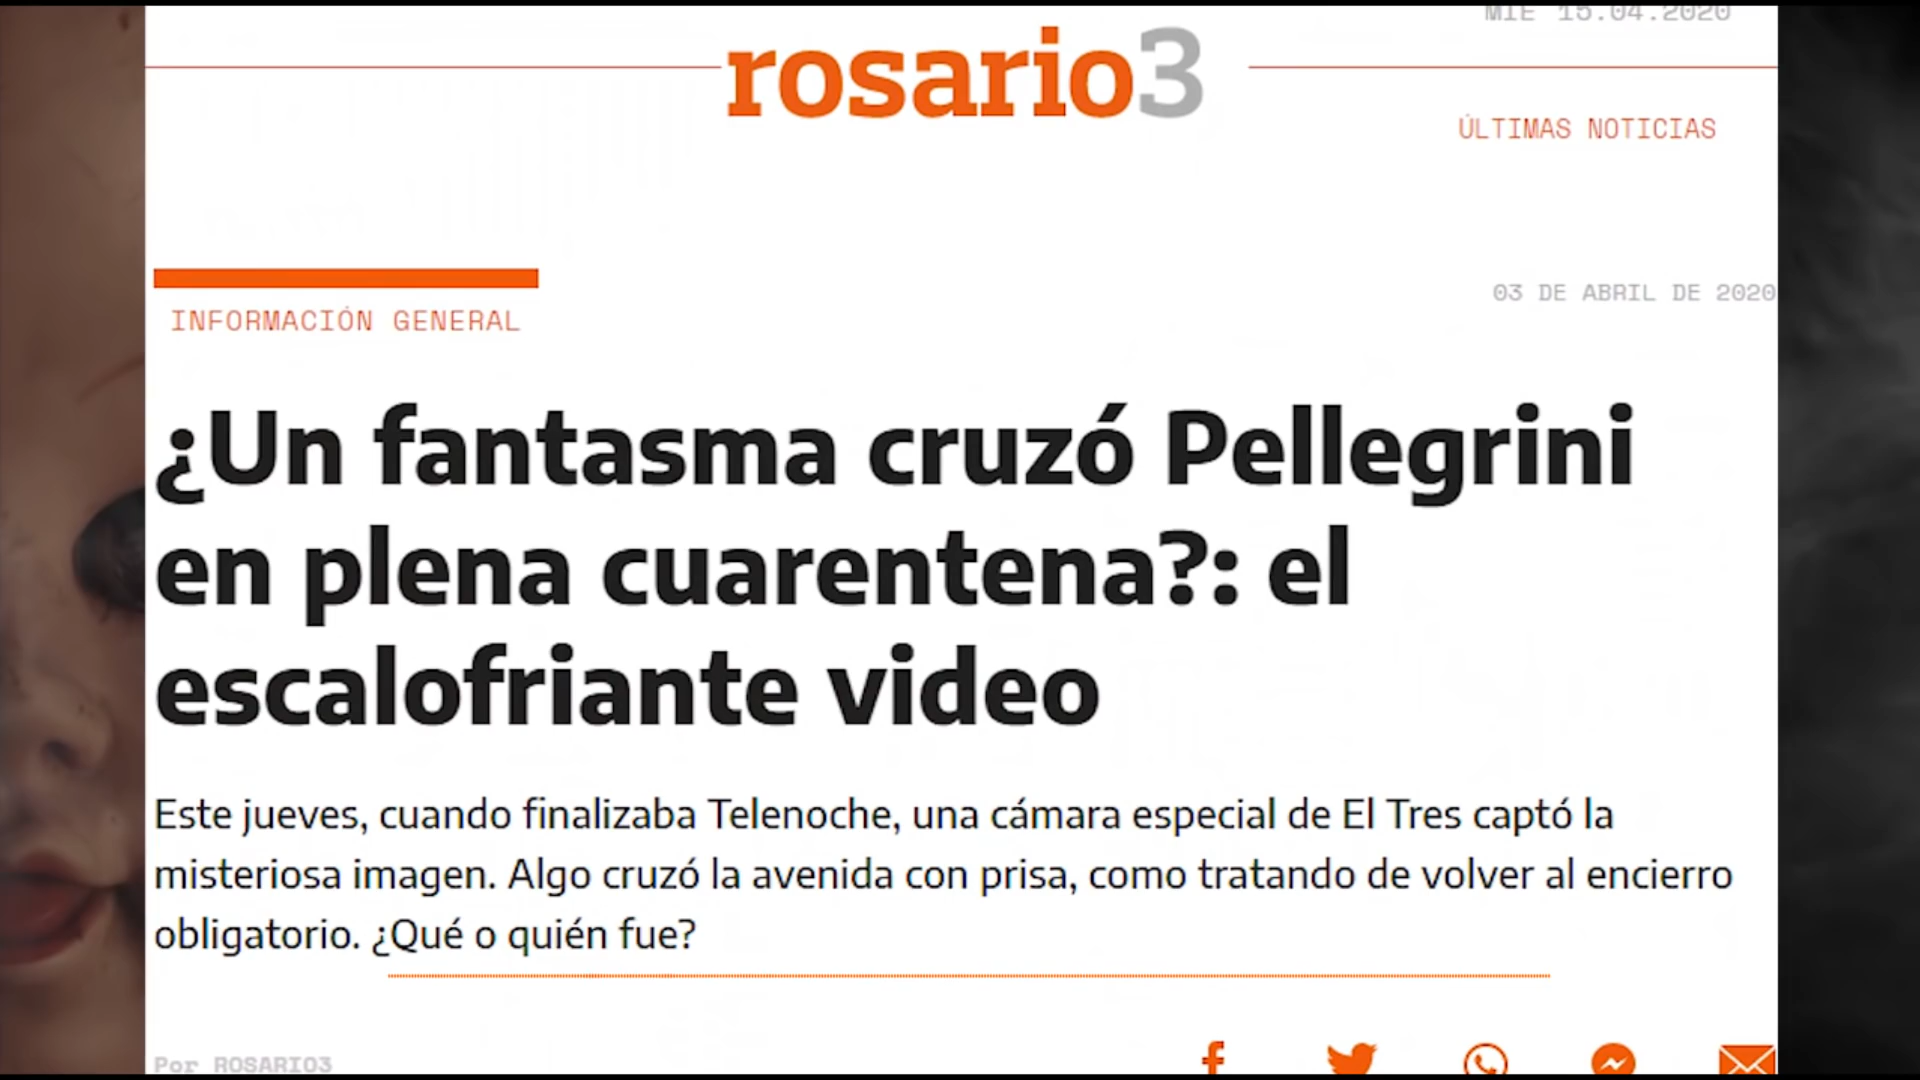 MIE 15.04.2020
rosario3
ÚLTIMAS NOTICIAS
03 DE ABRIL DE 2020
INFORMACIÓN GENERAL
¿Un fantasma cruzó Pellegrini
en plena cuarentena?: el
escalofriante video
Este jueves, cuando finalizaba Telenoche, una cámara especial de El Tres captó la
misteriosa imagen. Algo cruzó la avenida con prisa, como tratando de volver al encierro
obligatorio. ¿Qué o quién fue?
Por ROSARIO3